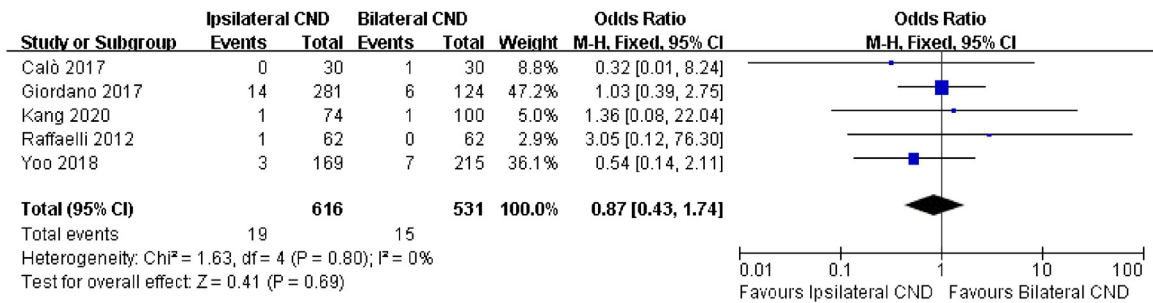 Ipsilateral CND Bilateral CND Odds Ratio Odds Ratio
Study or Subgroup Events Total Events Total Weight M-H, Fixed, 95% CI M-H, Fixed, 95% CI
Calò 2017 0 30 1 30 8.8% 0.32 [0.01, 8.24]
Giordano 2017 14 281 6 124 47.2% 1.03 [0.39, 2.75]
Kang 2020 1 74 1 100 5.0% 1.36 [0.08, 22.04]
Raffaelli 2012 1 62 0 62 2.9% 3.05 [0.12, 76.30]
Yoo 2018 3 169 7 215 36.1% 0.54 [0.14, 2.11]
Total (95% CI) 616 531 100.0% 0.87 [0.43, 1.74]
Total events 19 15
Heterogeneity: Chi² = 1.63, df = 4 (P = 0.80); I² = 0%
Test for overall effect: Z = 0.41 (P = 0.69)
0.01 0.1 1 10 100
Favours Ipsilateral CND Favours Bilateral CND